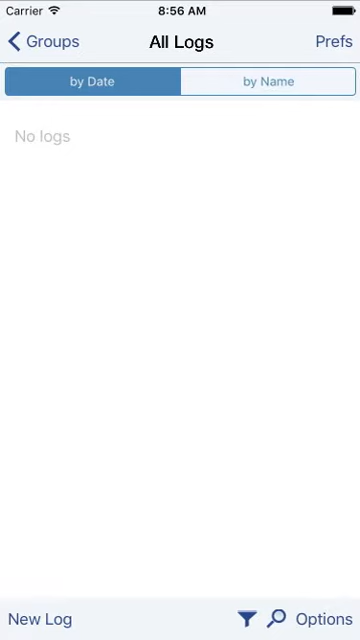 Carrier 8:56 AM
Groups All Logs Prefs
by Date by Name
No logs
New Log Options